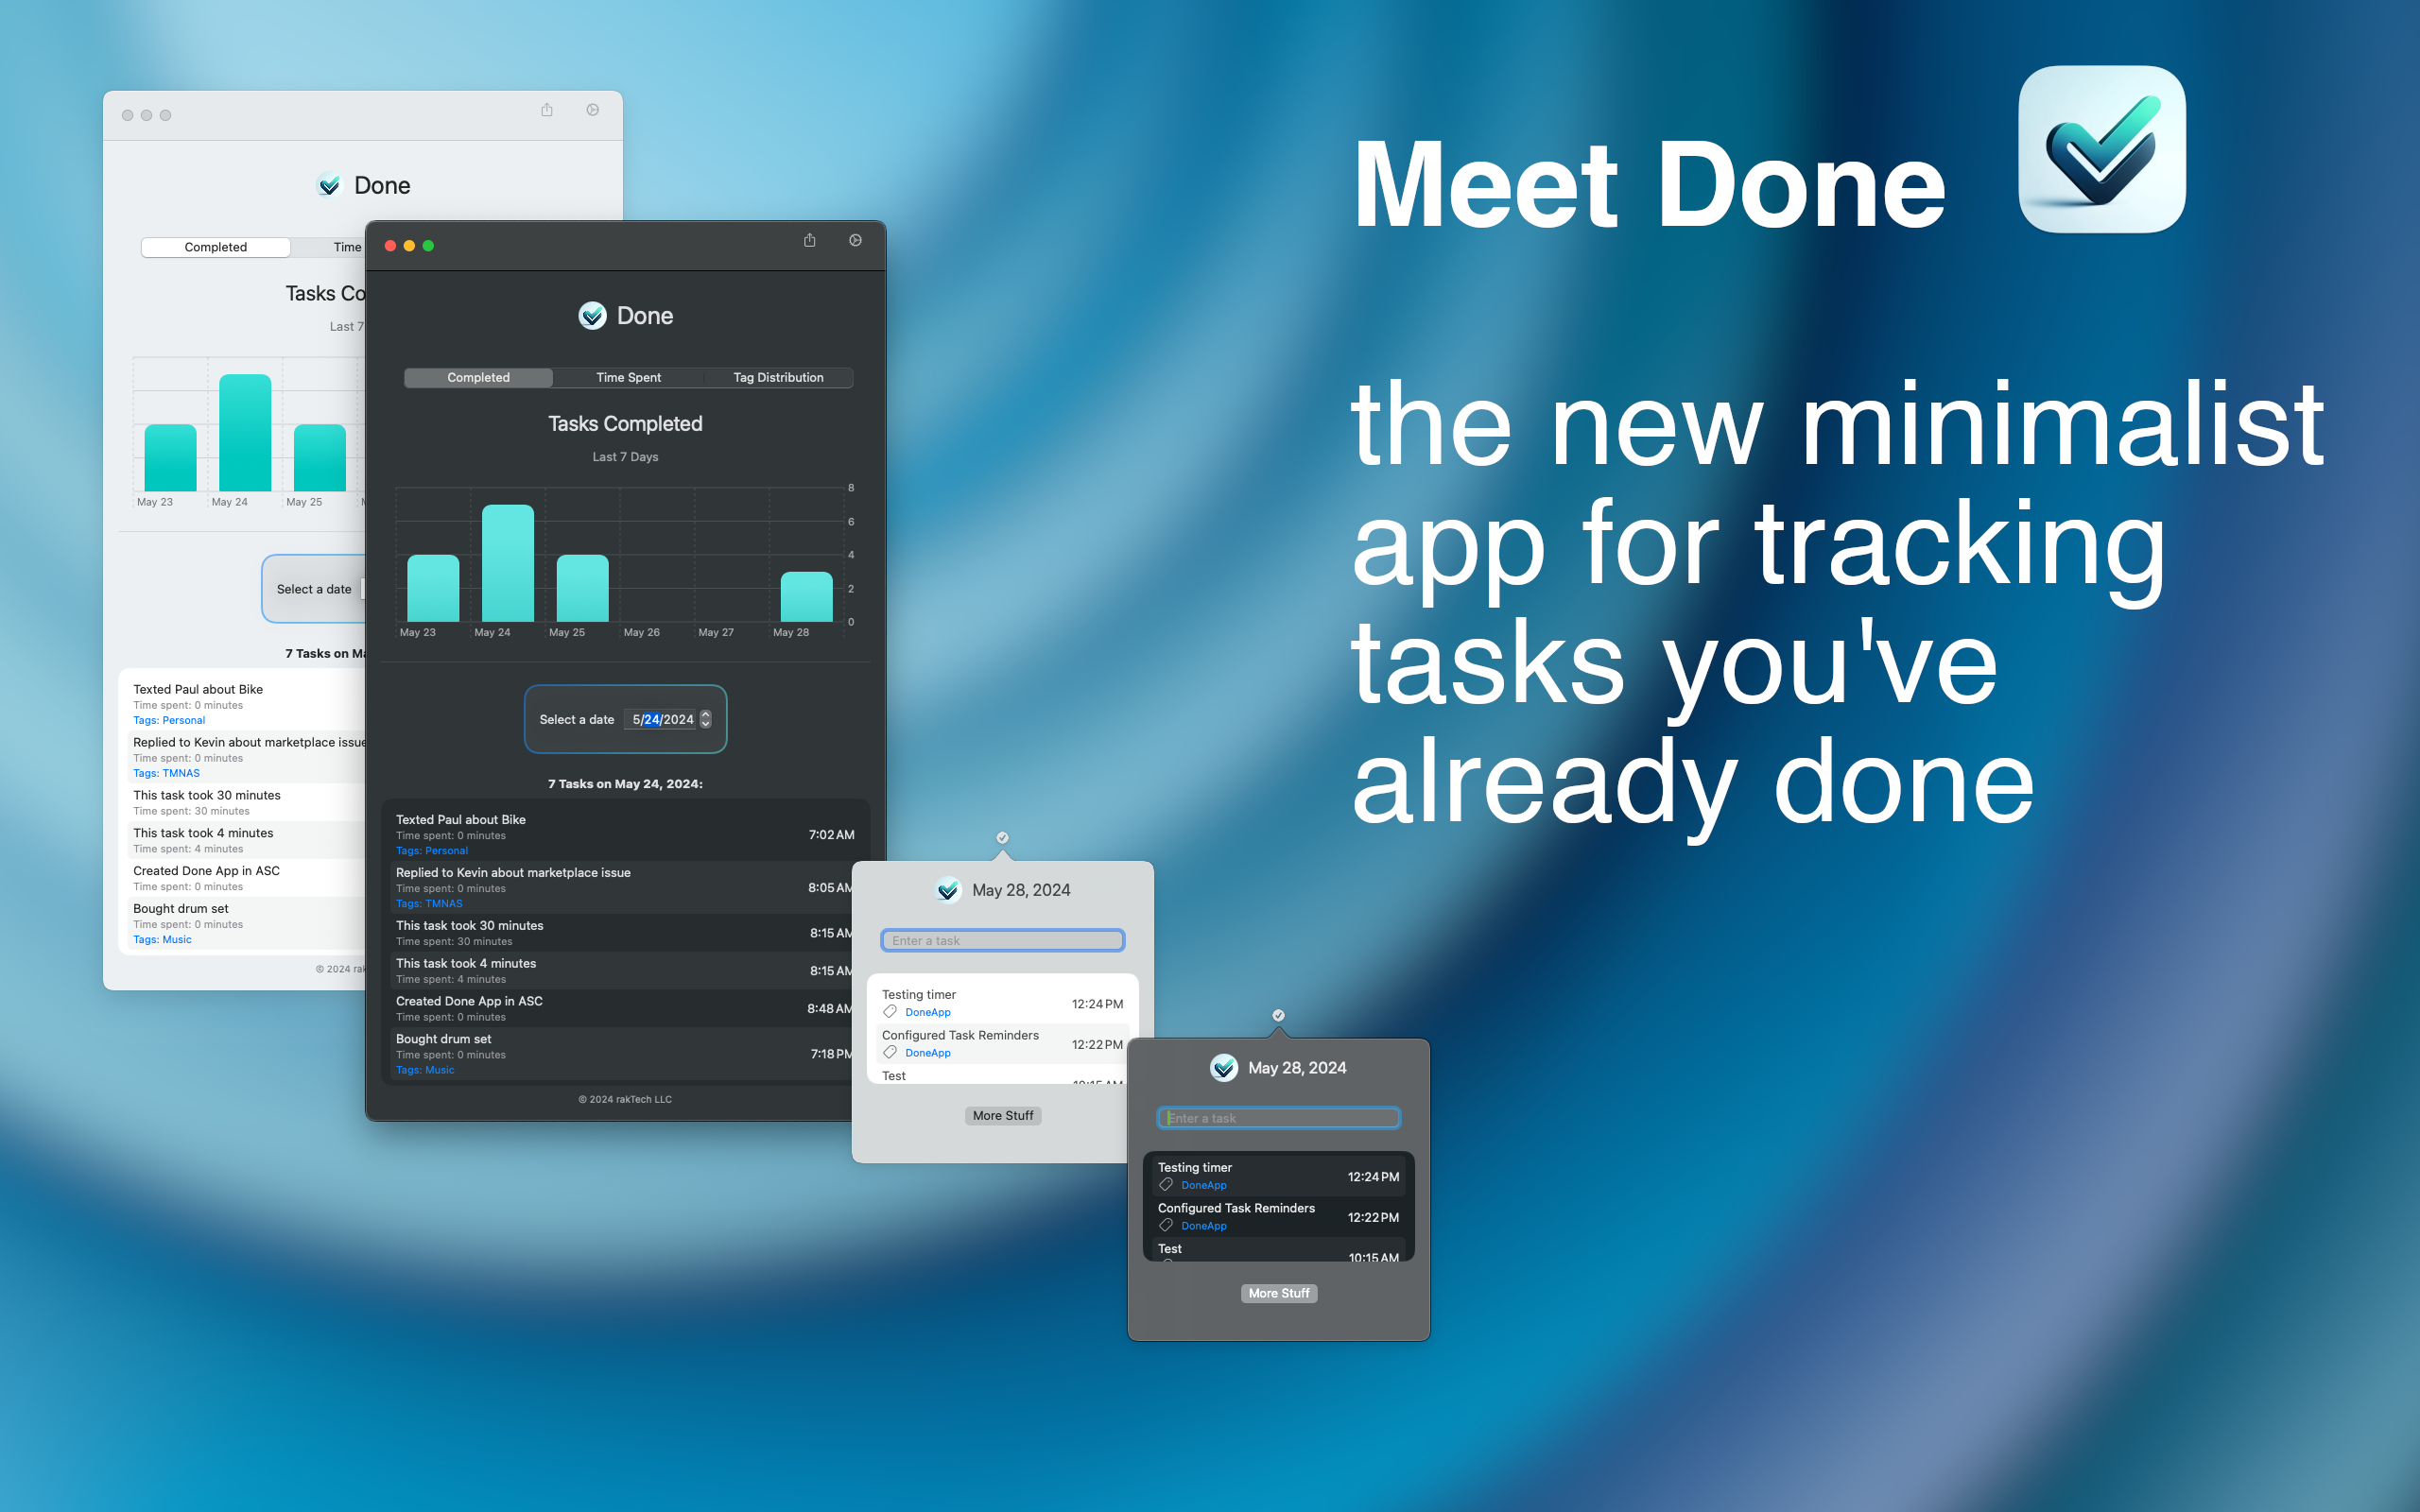 Meet Done
the new minimalist
app for tracking
tasks you've
already done
Done
Completed Time
Tasks Co
Last 7
May 23 May 24 May 25
Select a date
7 Tasks on Ma
Texted Paul about Bike
Time spent: 0 minutes
Tags: Personal
Replied to Kevin about marketplace issue
Time spent: 0 minutes
Tags: TMNAS
This task took 30 minutes
Time spent: 30 minutes
This task took 4 minutes
Time spent: 4 minutes
Created Done App in ASC
Time spent: 0 minutes
Bought drum set
Time spent: 0 minutes
Tags: Music
© 2024 rak
Done
Completed Time Spent Tag Distribution
Tasks Completed
Last 7 Days
8
6
4
2
0
May 23 May 24 May 25 May 26 May 27 May 28
Select a date 5/24/2024
7 Tasks on May 24, 2024:
Texted Paul about Bike
Time spent: 0 minutes 7:02 AM
Tags: Personal
Replied to Kevin about marketplace issue
Time spent: 0 minutes 8:05 AM
Tags: TMNAS
This task took 30 minutes
Time spent: 30 minutes 8:15 AM
This task took 4 minutes
Time spent: 4 minutes 8:15 AM
Created Done App in ASC
Time spent: 0 minutes 8:48 AM
Bought drum set
Time spent: 0 minutes 7:18 PM
Tags: Music
© 2024 rakTech LLC
May 28, 2024
Enter a task
Testing timer
DoneApp 12:24 PM
Configured Task Reminders
DoneApp 12:22 PM
Test
10:15 AM
More Stuff
May 28, 2024
Enter a task
Testing timer
DoneApp 12:24 PM
Configured Task Reminders
DoneApp 12:22 PM
Test
10:15 AM
More Stuff